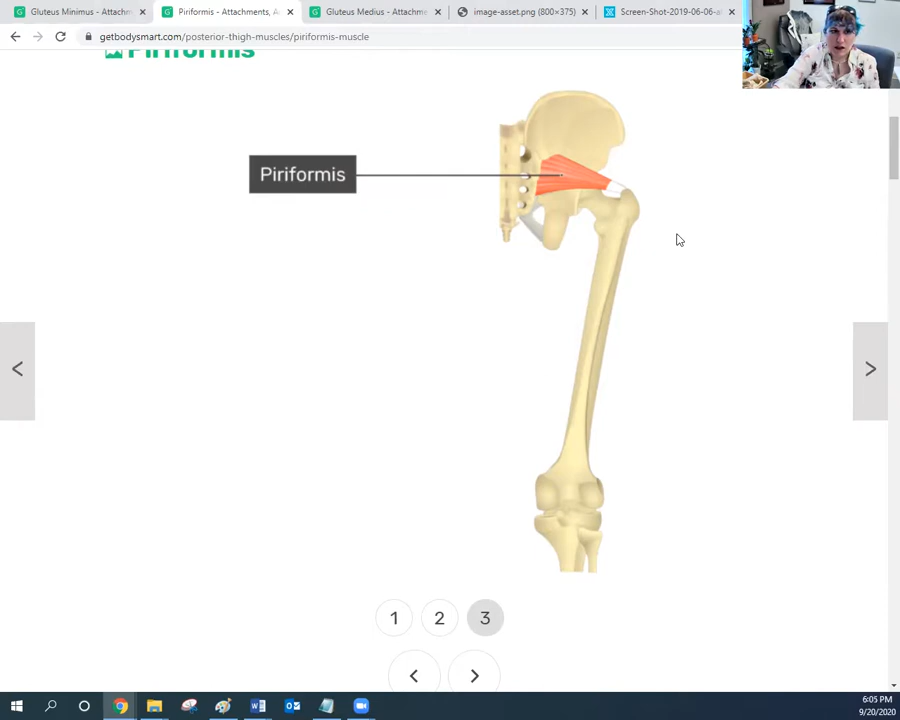 Gluteus Minimus - Attachm
Piriformis - Attachments, A
Gluteus Medius - Attachme
image-asset.png (800×375)
Screen-Shot-2019-06-06-a
getbodysmart.com/posterior-thigh-muscles/piriformis-muscle
Piriformis
Piriformis
1 2 3
6:05 PM
9/20/2020